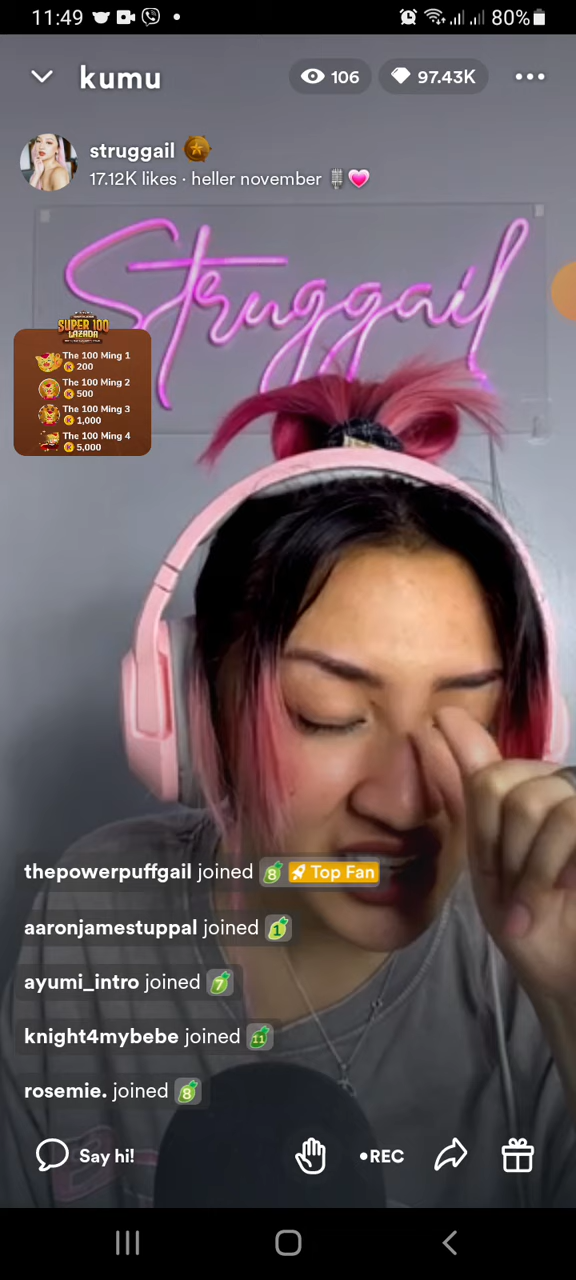 11:49
80%
kumu
106
97.43K
struggail
17.12K likes · heller november
Struggail
SUPER 100
LAZADA
The 100 Ming 1
200
The 100 Ming 2
500
The 100 Ming 3
1,000
The 100 Ming 4
5,000
thepowerpuffgail joined 8 Top Fan
aaronjamestuppal joined 1
ayumi_intro joined 7
knight4mybebe joined 11
rosemie. joined 8
Say hi!
•REC